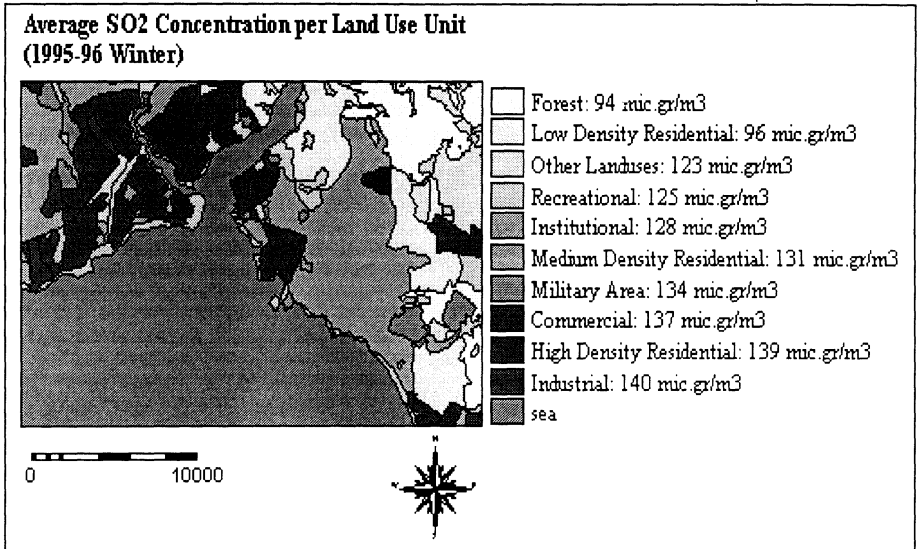 Average SO2 Concentration per Land Use Unit
(1995-96 Winter)
Forest: 94 mic.gr/m3
Low Density Residential: 96 mic.gr/m3
Other Landuses: 123 mic.gr/m3
Recreational: 125 mic.gr/m3
Institutional: 128 mic.gr/m3
Medium Density Residential: 131 mic.gr/m3
Military Area: 134 mic.gr/m3
Commercial: 137 mic.gr/m3
High Density Residential: 139 mic.gr/m3
Industrial: 140 mic.gr/m3
sea
0 10000
N